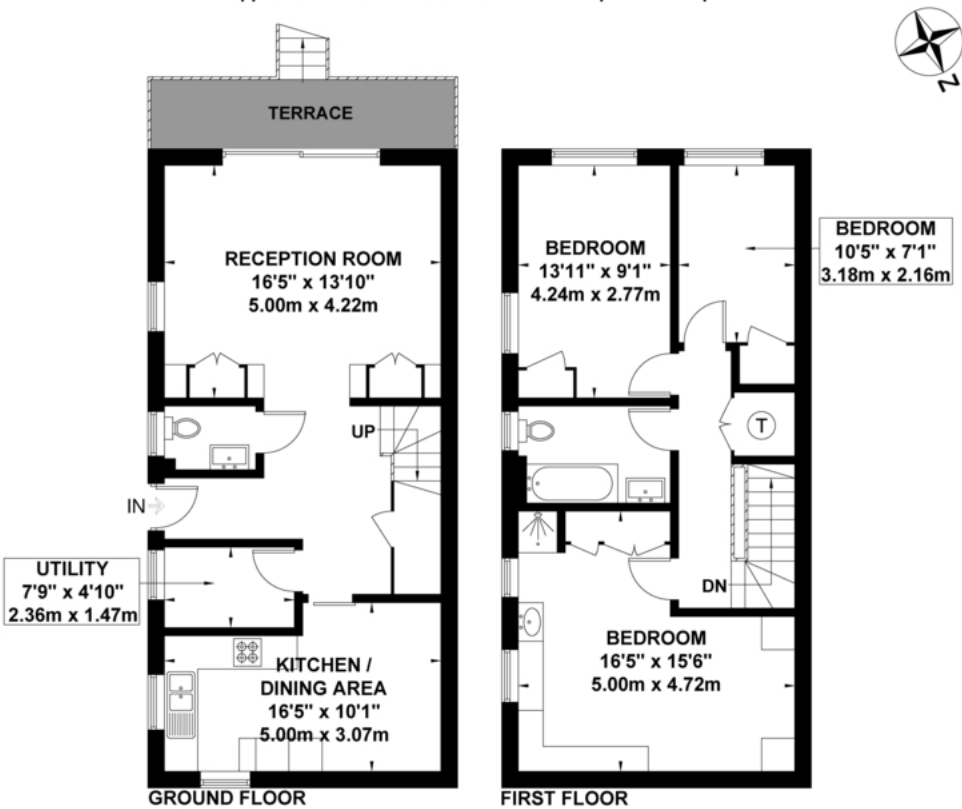 N
TERRACE
RECEPTION ROOM
16'5" x 13'10"
5.00m x 4.22m
UP
IN
UTILITY
7'9" x 4'10"
2.36m x 1.47m
KITCHEN /
DINING AREA
16'5" x 10'1"
5.00m x 3.07m
GROUND FLOOR
BEDROOM
13'11" x 9'1"
4.24m x 2.77m
BEDROOM
10'5" x 7'1"
3.18m x 2.16m
T
DN
BEDROOM
16'5" x 15'6"
5.00m x 4.72m
FIRST FLOOR